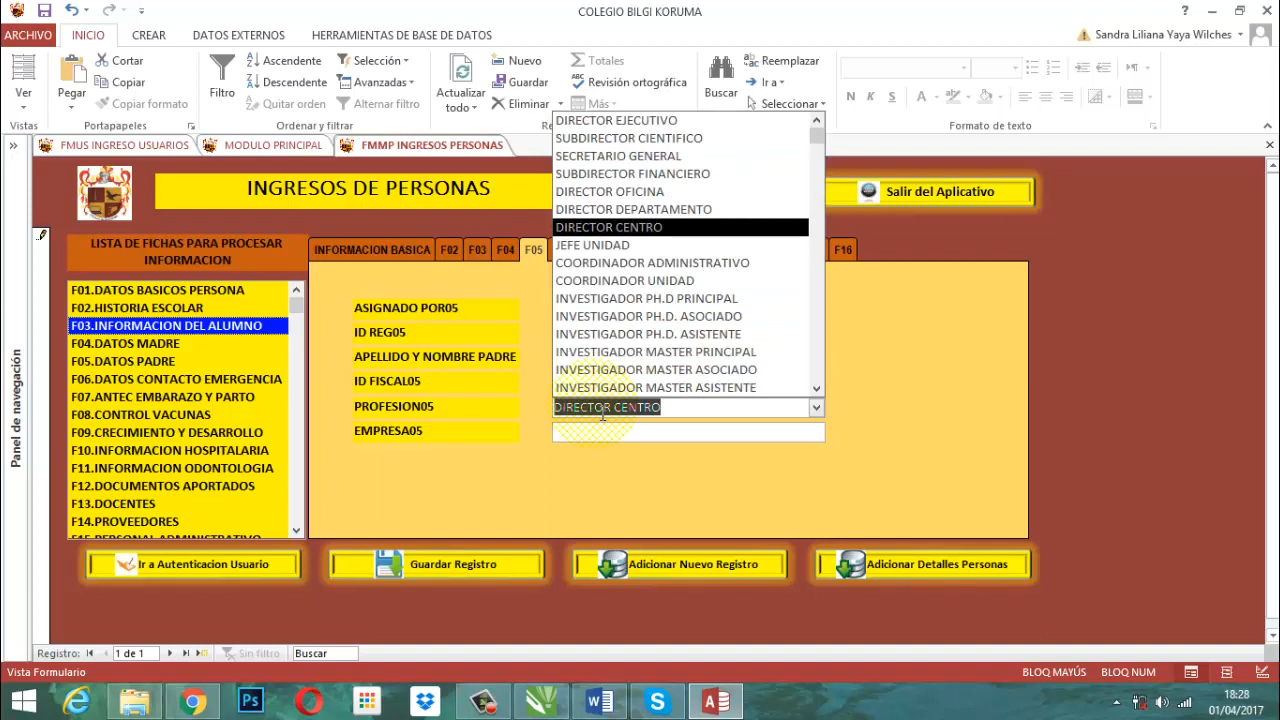 COLEGIO BILGI KORUMA
?
ARCHIVO INICIO CREAR DATOS EXTERNOS HERRAMIENTAS DE BASE DE DATOS Sandra Liliana Yaya Wilches
Cortar
Copiar
Copiar formato
Ver
Pegar
Filtro
Ascendente
Descendente
Quitar orden
Selección
Avanzadas
Alternar filtro
Actualizar
todo
Nuevo
Guardar
Eliminar
Totales
Revisión ortográfica
Más
Buscar
Reemplazar
Ir a
Seleccionar
N K S
A
Vistas
Portapapeles
Ordenar y filtrar
Re
Formato de texto
FMUS INGRESO USUARIOS MODULO PRINCIPAL FMMP INGRESOS PERSONAS
INGRESOS DE PERSONAS
Salir del Aplicativo
Panel de navegación
LISTA DE FICHAS PARA PROCESAR
INFORMACION
F01.DATOS BASICOS PERSONA
F02.HISTORIA ESCOLAR
F03.INFORMACION DEL ALUMNO
F04.DATOS MADRE
F05.DATOS PADRE
F06.DATOS CONTACTO EMERGENCIA
F07.ANTEC EMBARAZO Y PARTO
F08.CONTROL VACUNAS
F09.CRECIMIENTO Y DESARROLLO
F10.INFORMACION HOSPITALARIA
F11.INFORMACION ODONTOLOGIA
F12.DOCUMENTOS APORTADOS
F13.DOCENTES
F14.PROVEEDORES
F15.PERSONAL ADMINISTRATIVO
INFORMACION BASICA F02 F03 F04 F05 F16
ASIGNADO POR05
ID REG05
APELLIDO Y NOMBRE PADRE
ID FISCAL05
PROFESION05
EMPRESA05
DIRECTOR EJECUTIVO
SUBDIRECTOR CIENTIFICO
SECRETARIO GENERAL
SUBDIRECTOR FINANCIERO
DIRECTOR OFICINA
DIRECTOR DEPARTAMENTO
DIRECTOR CENTRO
JEFE UNIDAD
COORDINADOR ADMINISTRATIVO
COORDINADOR UNIDAD
INVESTIGADOR PH.D PRINCIPAL
INVESTIGADOR PH.D. ASOCIADO
INVESTIGADOR PH.D. ASISTENTE
INVESTIGADOR MASTER PRINCIPAL
INVESTIGADOR MASTER ASOCIADO
INVESTIGADOR MASTER ASISTENTE
DIRECTOR CENTRO
Ir a Autenticacion Usuario
Guardar Registro
Adicionar Nuevo Registro
Adicionar Detalles Personas
Registro: 1 de 1 Sin filtro Buscar
Vista Formulario BLOQ MAYÚS BLOQ NUM
18:28
01/04/2017